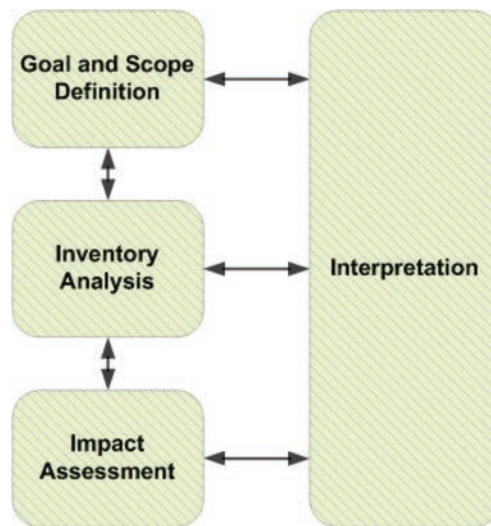 Goal and Scope
Definition
Inventory
Analysis
Interpretation
Impact
Assessment